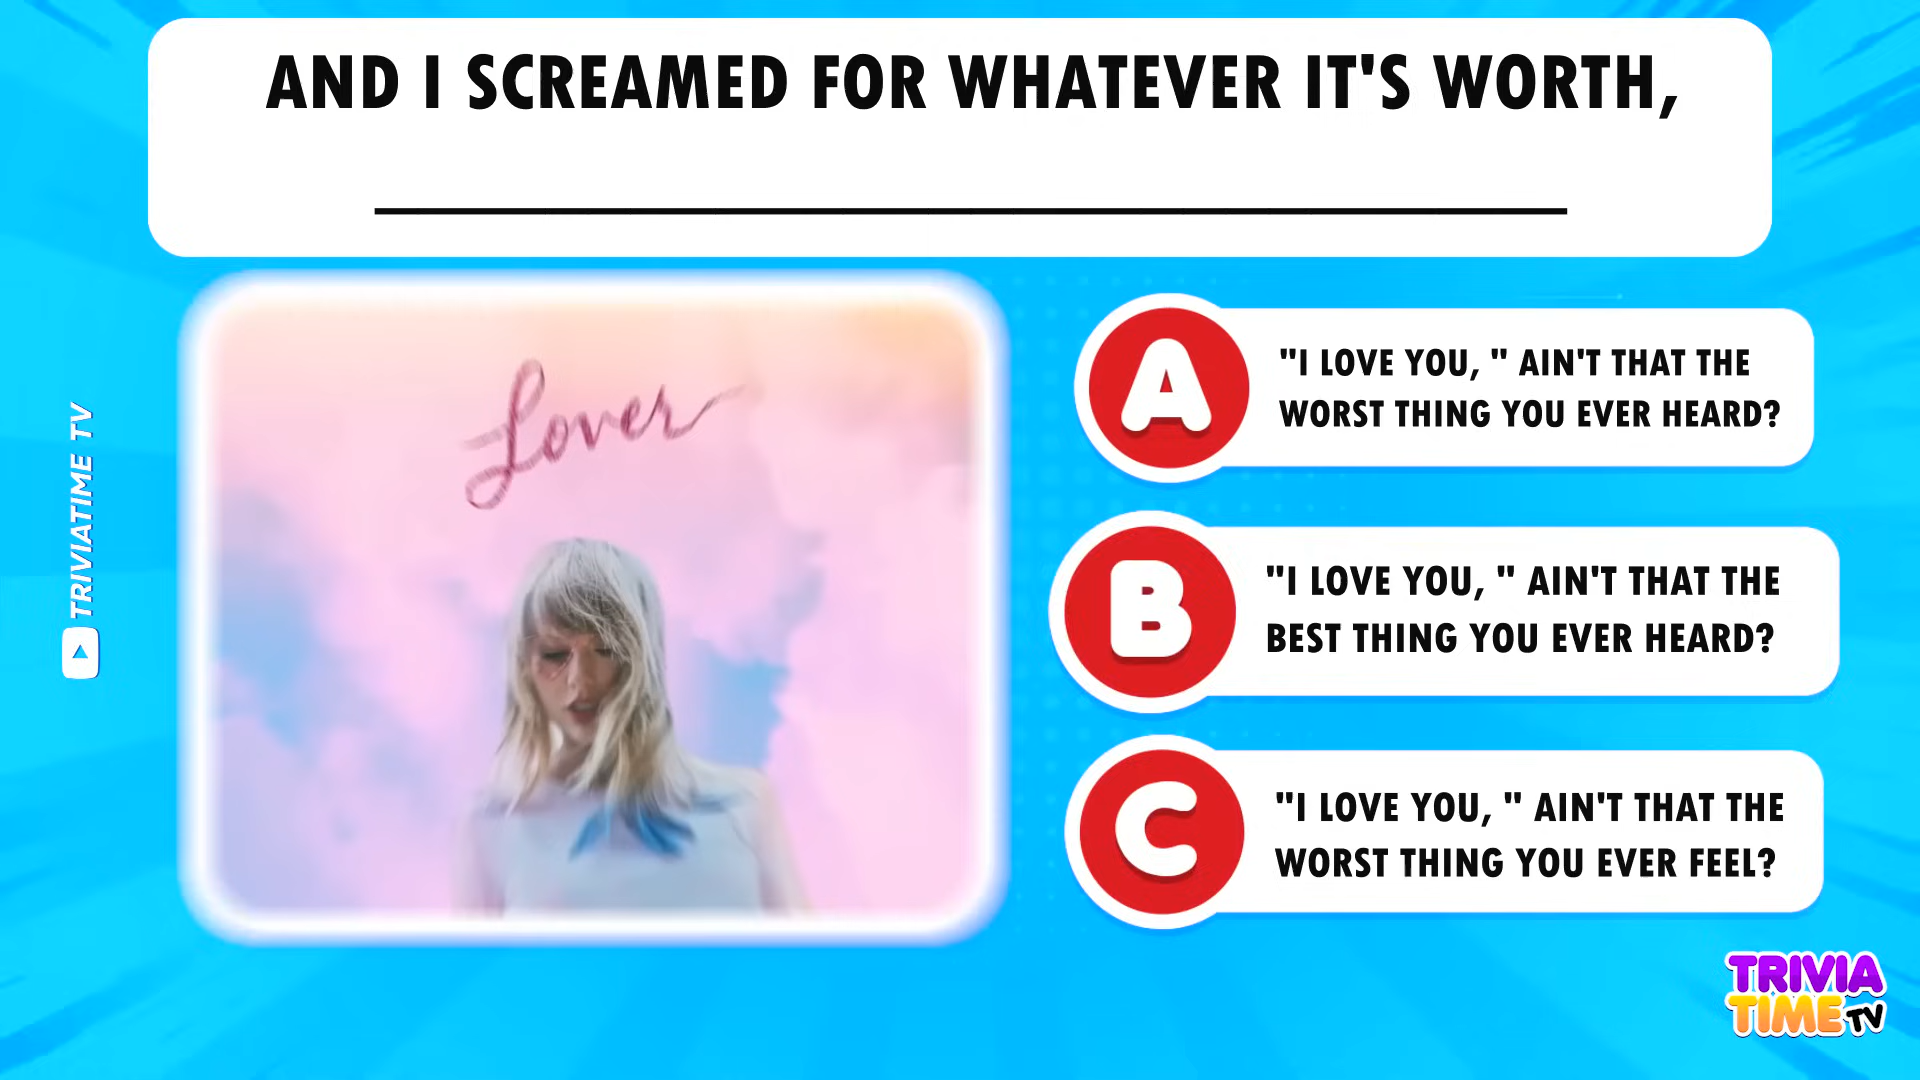 AND I SCREAMED FOR WHATEVER IT'S WORTH,
Lover
"I LOVE YOU, " AIN'T THAT THE
WORST THING YOU EVER HEARD?
"I LOVE YOU, " AIN'T THAT THE
BEST THING YOU EVER HEARD?
"I LOVE YOU, " AIN'T THAT THE
WORST THING YOU EVER FEEL?
A
B
C
TRIVIATIME TV
TRIVIA
TIME TV